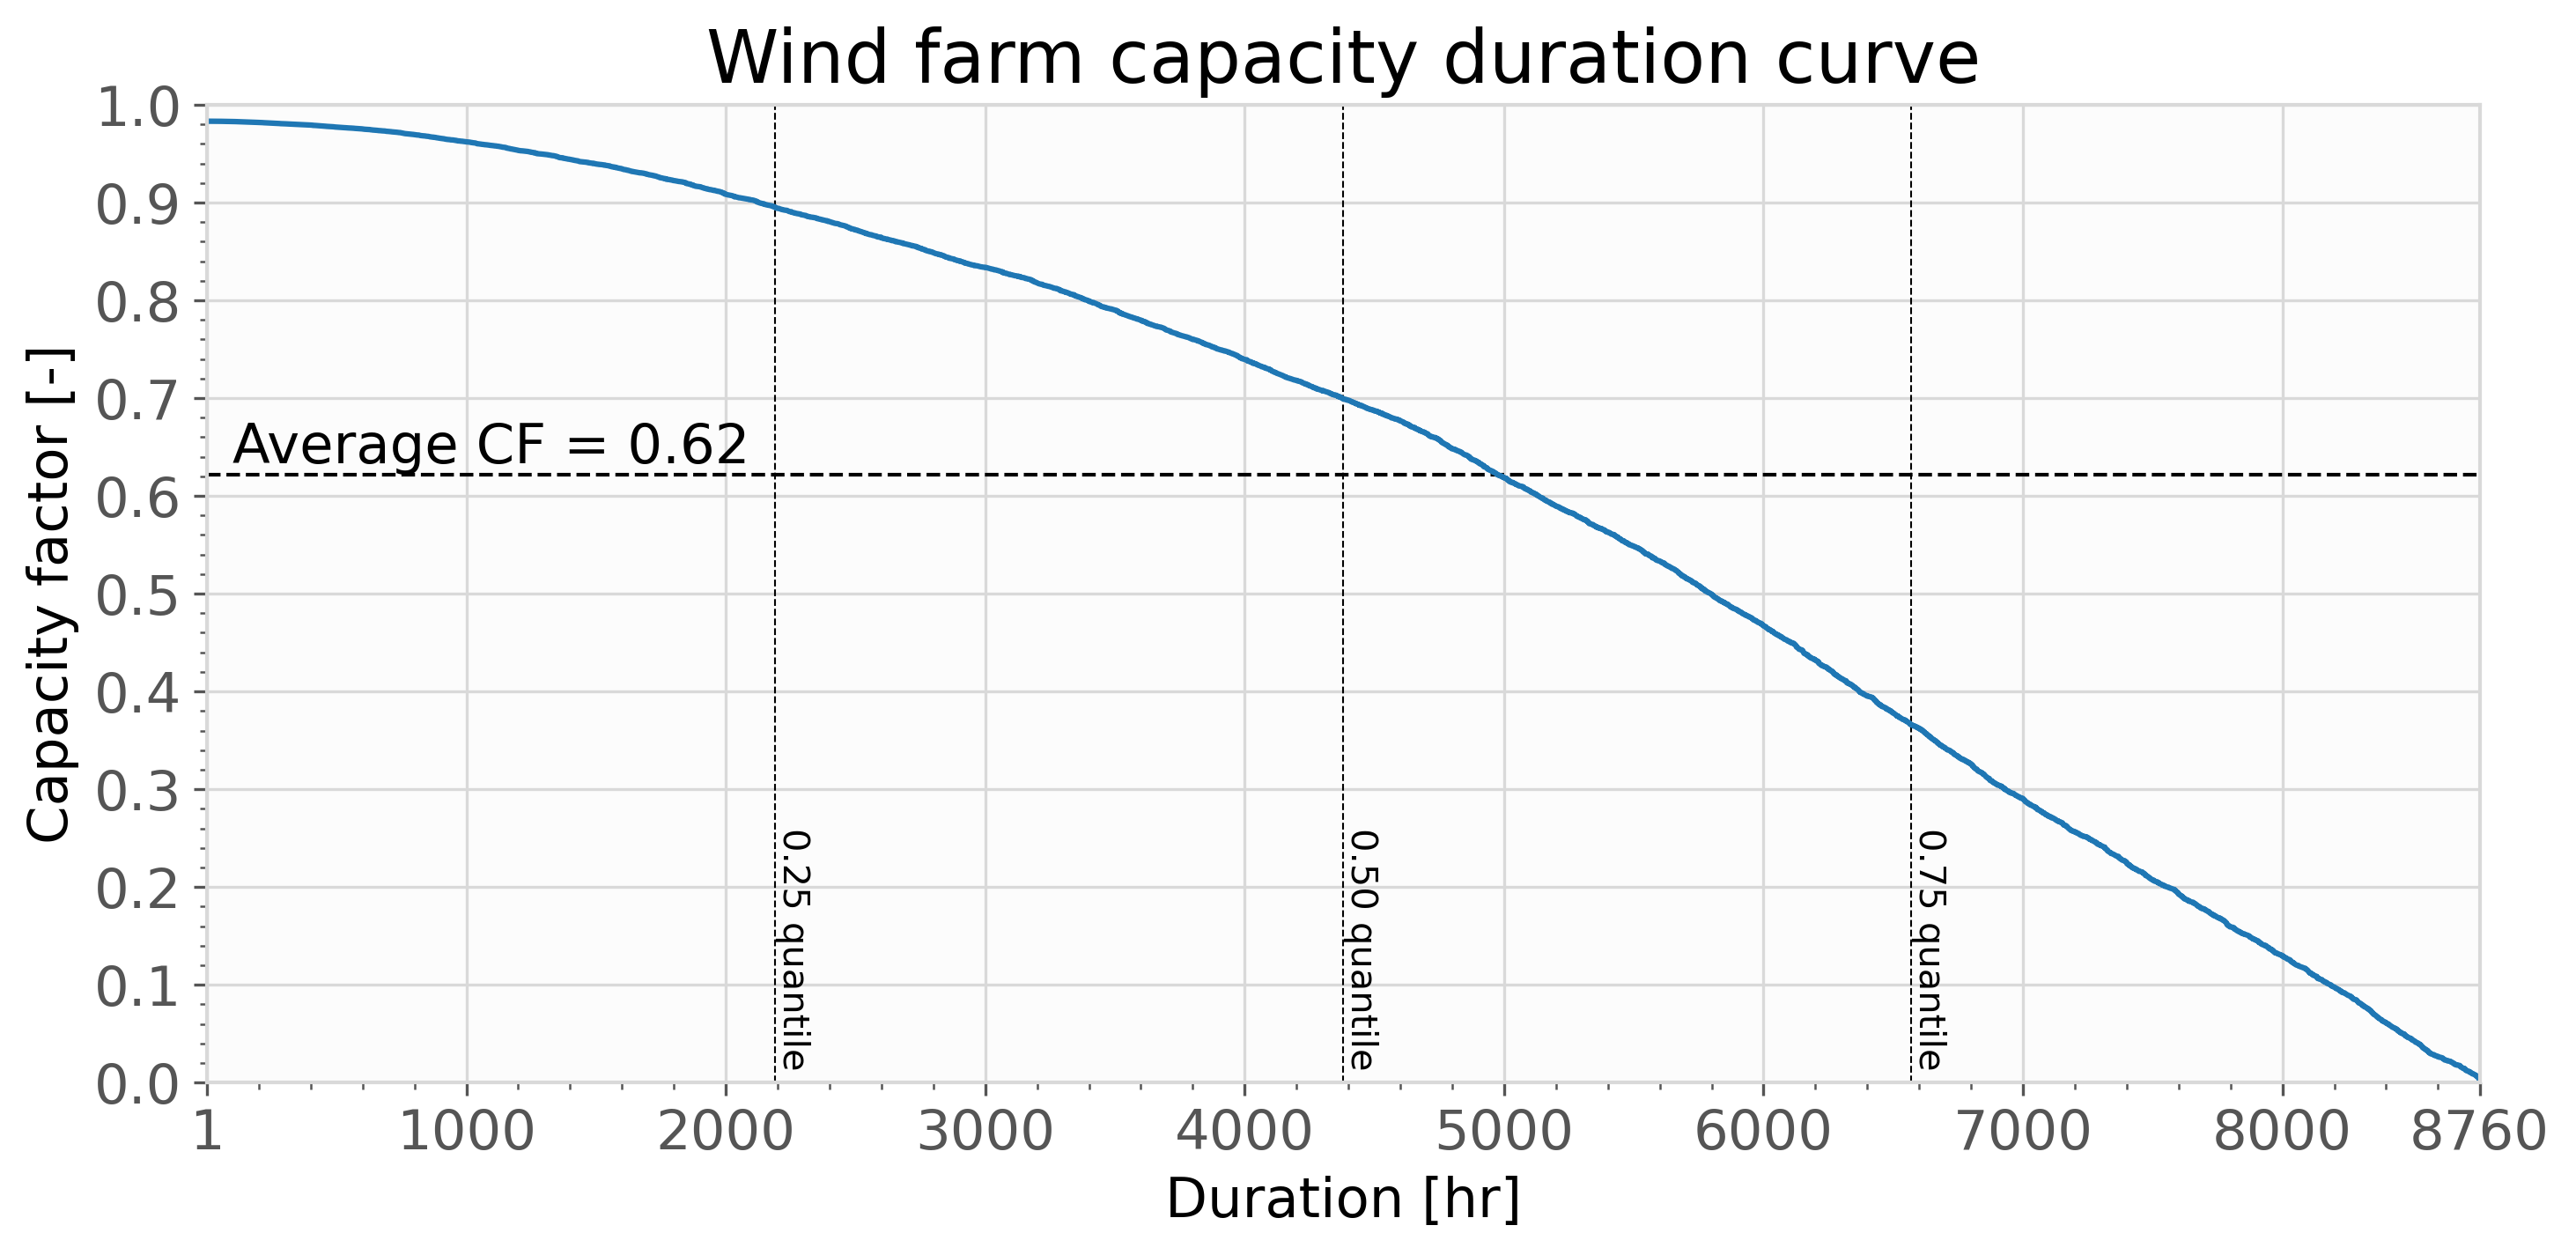 Wind farm capacity duration curve
Capacity factor [-]
1.0
0.9
0.8
0.7
0.6
0.5
0.4
0.3
0.2
0.1
0.0
Average CF = 0.62
0.25 quantile
0.50 quantile
0.75 quantile
1 1000 2000 3000 4000 5000 6000 7000 8000 8760
Duration [hr]